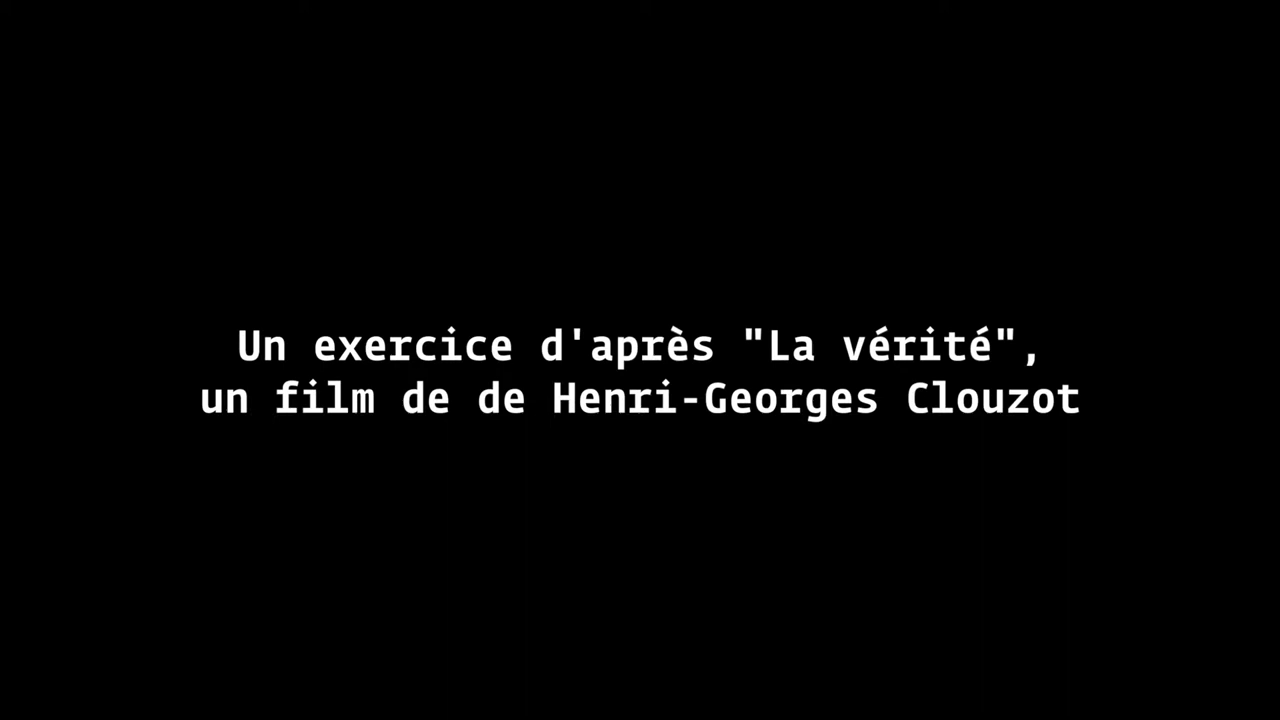 Un exercice d'après "La vérité",
un film de de Henri-Georges Clouzot